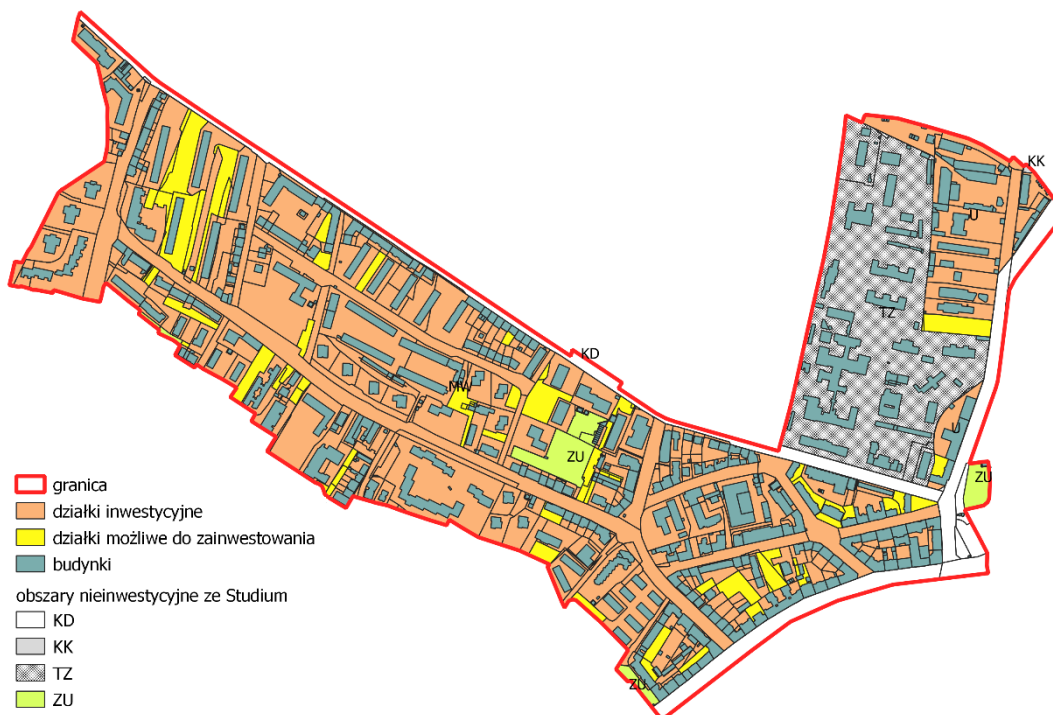 KK
U
TZ
KD
MW
ZU
U
ZU
ZU
granica
działki inwestycyjne
działki możliwe do zainwestowania
budynki
obszary nieinwestycyjne ze Studium
KD
KK
TZ
ZU